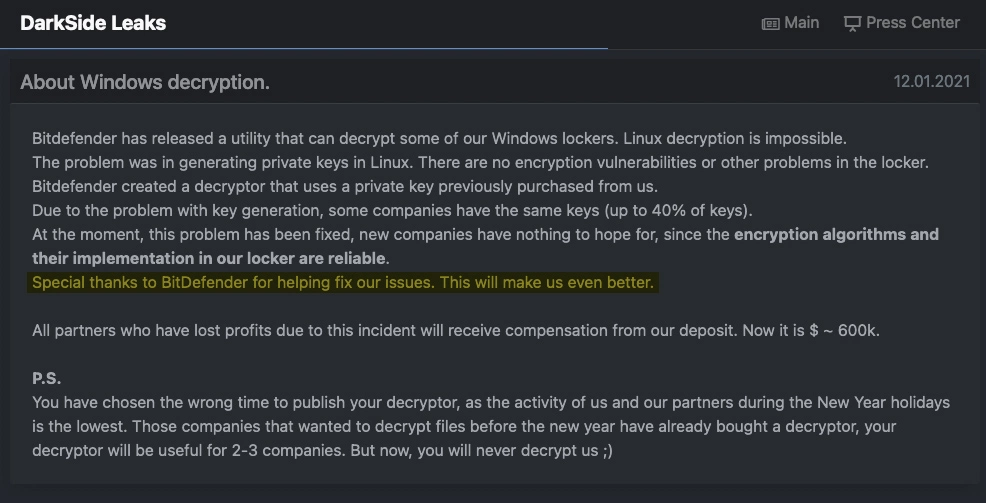 DarkSide Leaks
Main
Press Center
About Windows decryption.
12.01.2021
Bitdefender has released a utility that can decrypt some of our Windows lockers. Linux decryption is impossible.
The problem was in generating private keys in Linux. There are no encryption vulnerabilities or other problems in the locker.
Bitdefender created a decryptor that uses a private key previously purchased from us.
Due to the problem with key generation, some companies have the same keys (up to 40% of keys).
At the moment, this problem has been fixed, new companies have nothing to hope for, since the encryption algorithms and
their implementation in our locker are reliable.
Special thanks to BitDefender for helping fix our issues. This will make us even better.
All partners who have lost profits due to this incident will receive compensation from our deposit. Now it is $ ~ 600k.
P.S.
You have chosen the wrong time to publish your decryptor, as the activity of us and our partners during the New Year holidays
is the lowest. Those companies that wanted to decrypt files before the new year have already bought a decryptor, your
decryptor will be useful for 2-3 companies. But now, you will never decrypt us ;)